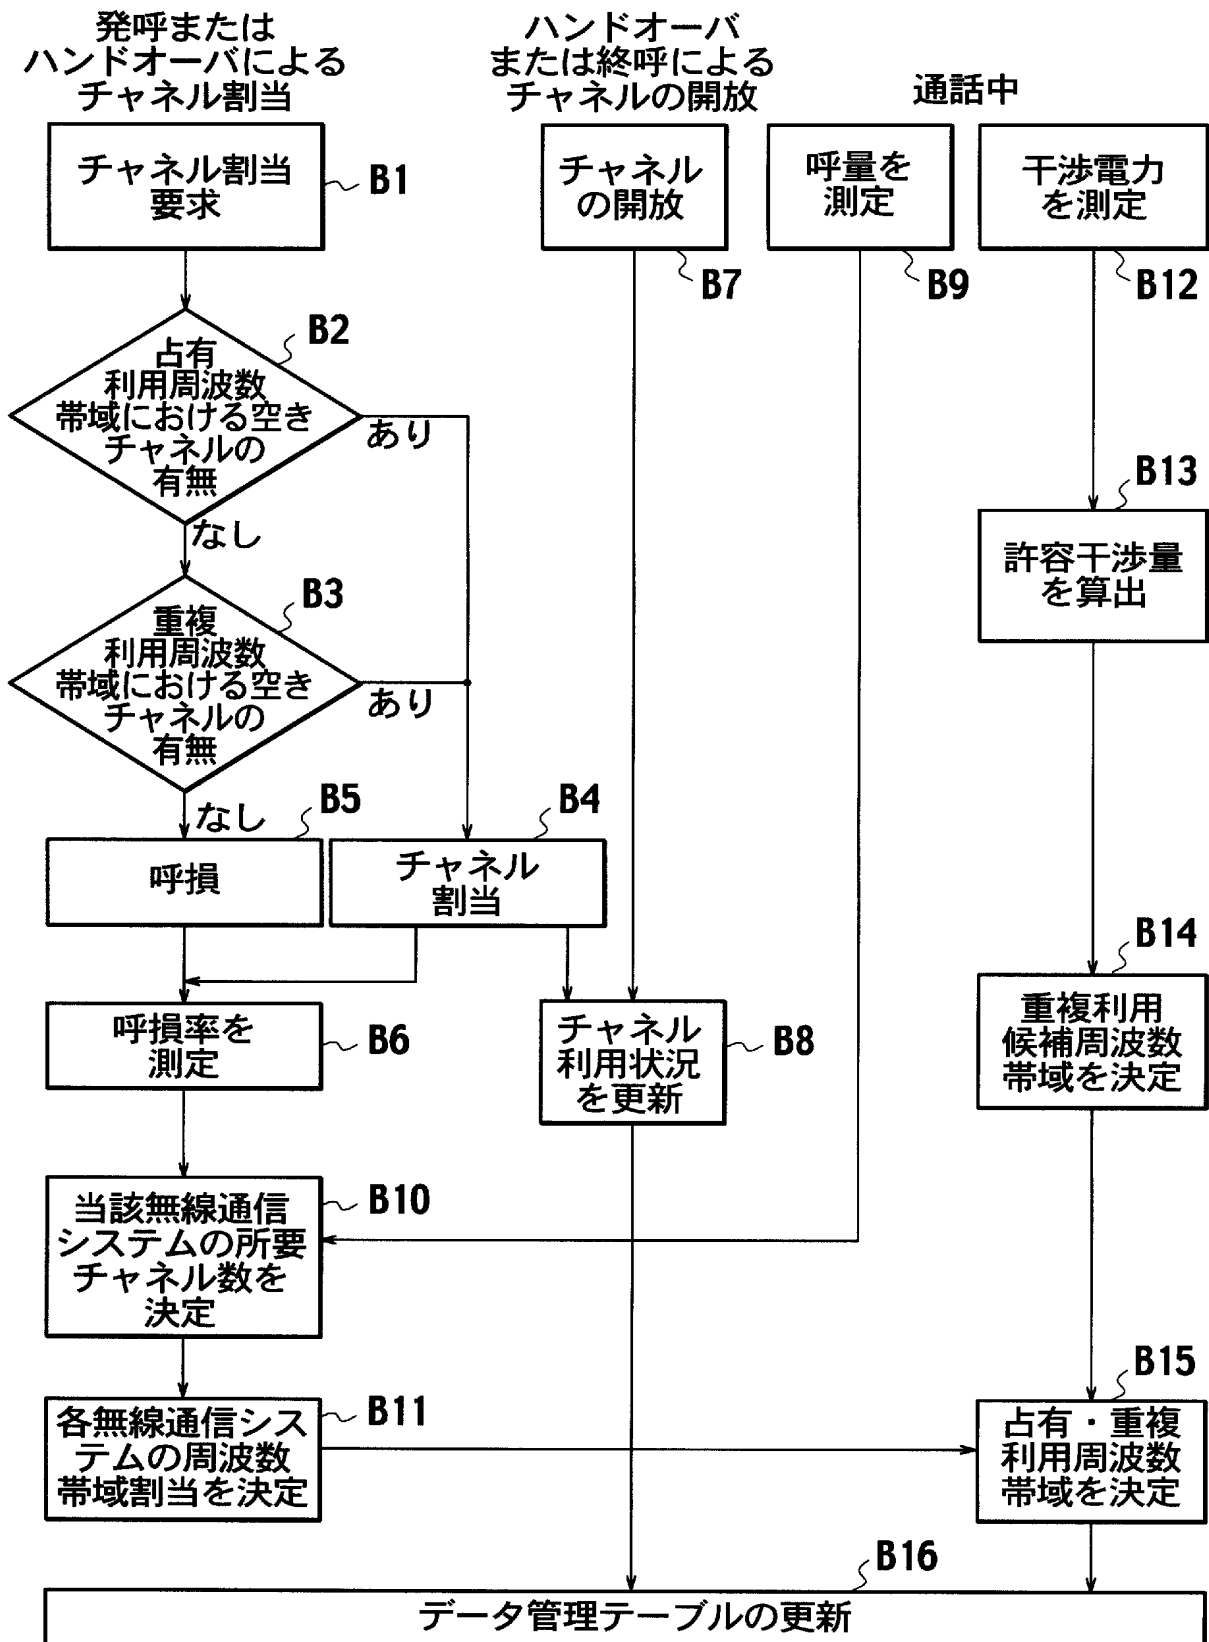 発呼または
ハンドオーバによる
チャネル割当
ハンドオーバ
または終呼による
チャネルの開放
通話中
チャネル割当
要求
B1
チャネル
の開放
B7
呼量を
測定
B9
干渉電力
を測定
B12
占有
利用周波数
帯域における空き
チャネルの
有無
B2
あり
なし
B13
許容干渉量
を算出
重複
利用周波数
帯域における空き
チャネルの
有無
B3
あり
なし
B5
呼損
B4
チャネル
割当
B14
重複利用
候補周波数
帯域を決定
呼損率を
測定
B6
チャネル
利用状況
を更新
B8
当該無線通信
システムの所要
チャネル数を
決定
B10
各無線通信シス
テムの周波数
帯域割当を決定
B11
B15
占有・重複
利用周波数
帯域を決定
B16
データ管理テーブルの更新